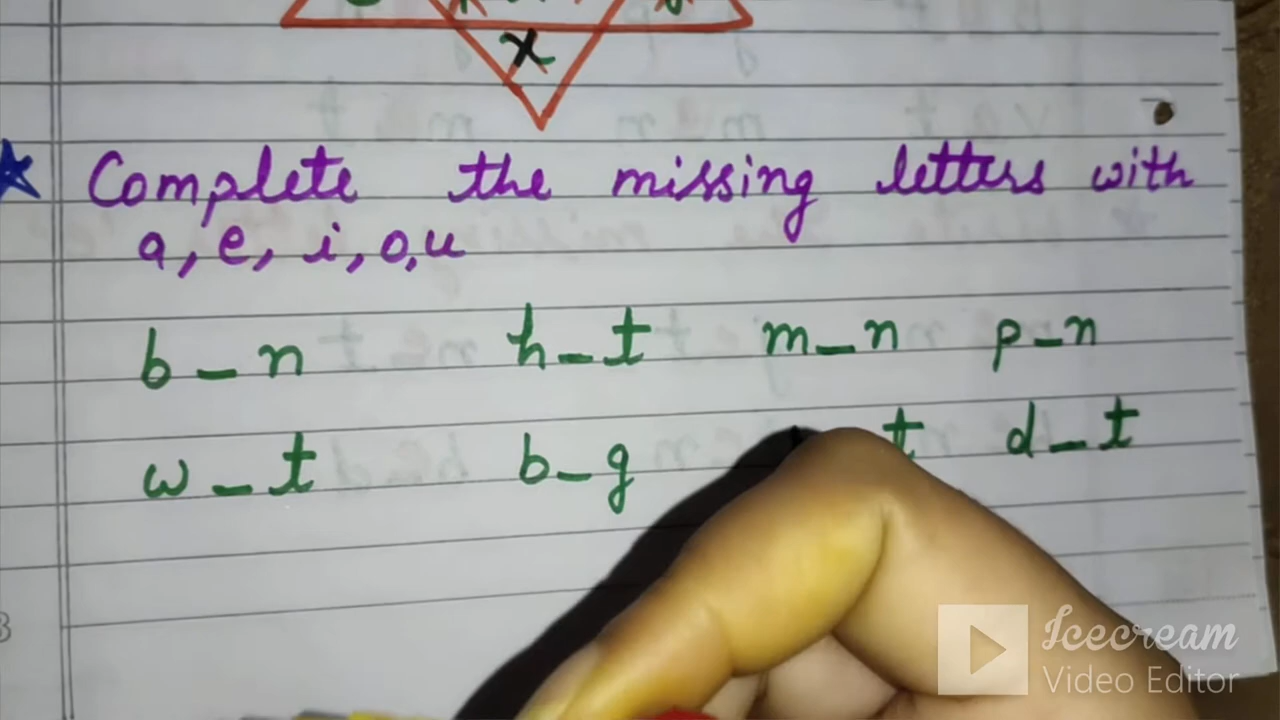 x
Complete the missing letters with
a, e, i, o, u
b_n h_t m_n p_n
w_t b_g t d_t
Icecream
Video Editor